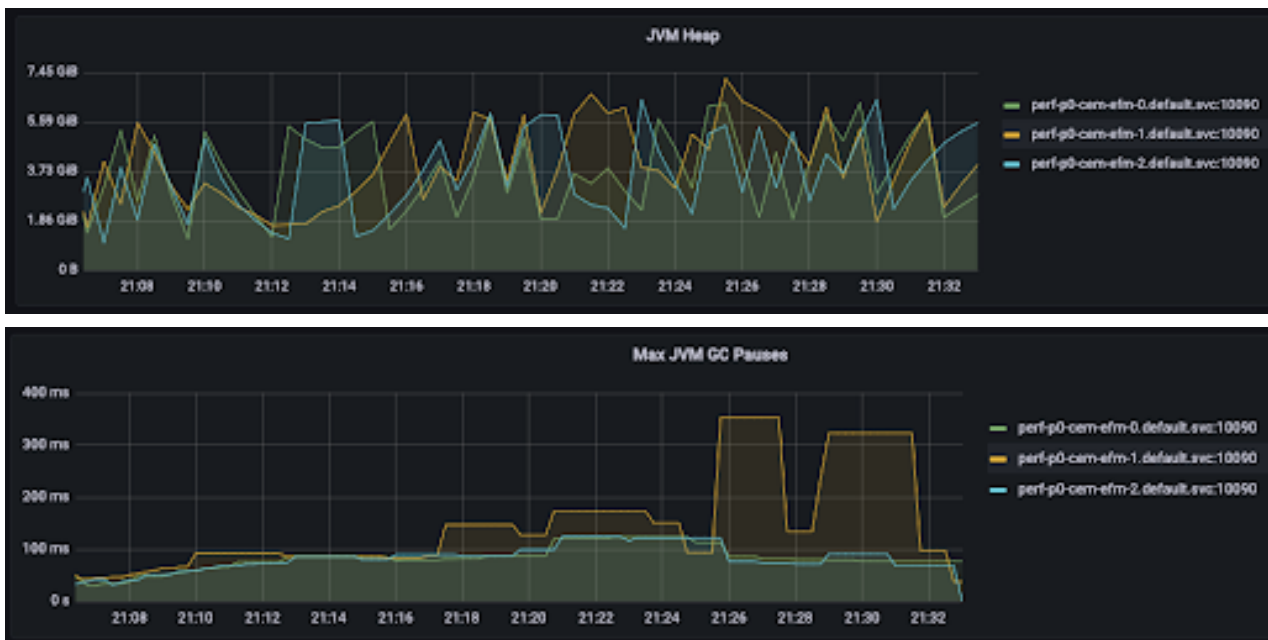 JVM Heap
7.45 GiB
5.59 GiB
3.73 GiB
1.86 GiB
0 B
21:08 21:10 21:12 21:14 21:16 21:18 21:20 21:22 21:24 21:26 21:28 21:30 21:32
perf-p0-cem-efm-0.default.svc:10090
perf-p0-cem-efm-1.default.svc:10090
perf-p0-cem-efm-2.default.svc:10090
Max JVM GC Pauses
400 ms
300 ms
200 ms
100 ms
0 s
21:08 21:10 21:12 21:14 21:16 21:18 21:20 21:22 21:24 21:26 21:28 21:30 21:32
perf-p0-cem-efm-0.default.svc:10090
perf-p0-cem-efm-1.default.svc:10090
perf-p0-cem-efm-2.default.svc:10090